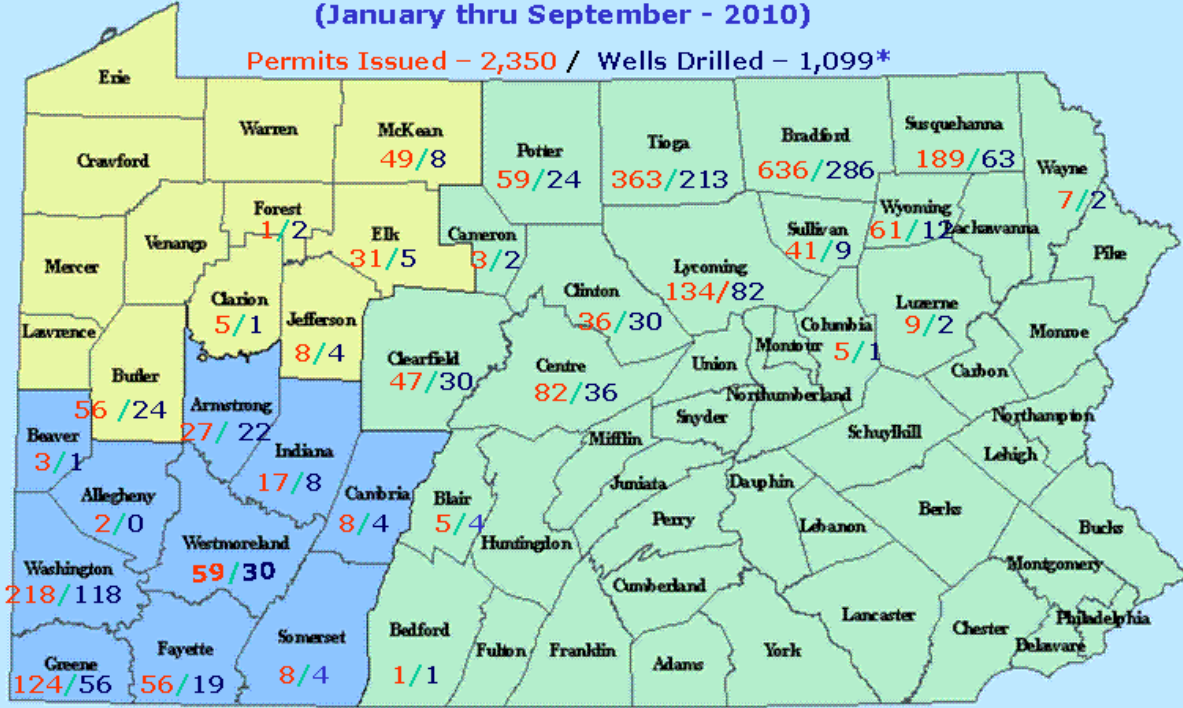 (January thru September - 2010)
Permits Issued – 2,350 / Wells Drilled – 1,099*
Erie
Warren
McKean
49/8
Crawford
Potter
59/24
Tioga
363/213
Bradford
636/286
Susquehanna
189/63
Wayne
7/2
Forest
1/2
Elk
31/5
Cameron
3/2
Venango
Mercer
Sullivan
41/9
Wyoming
61/12
Lackawanna
Pike
Lycoming
134/82
Clinton
36/30
Clarion
5/1
Jefferson
8/4
Lawrence
Luzerne
9/2
Columbia
5/1
Montour
Monroe
Clearfield
47/30
Centre
82/36
Union
Carbon
Butler
56/24
Northumberland
Snyder
Northampton
Armstrong
27/22
Beaver
3/1
Mifflin
Schuylkill
Lehigh
Indiana
17/8
Juniata
Dauphin
Allegheny
2/0
Cambria
8/4
Blair
5/4
Perry
Lebanon
Berks
Bucks
Huntingdon
Westmoreland
59/30
Washington
218/118
Montgomery
Cumberland
Lancaster
Philadelphia
Chester
Delaware
Somerset
8/4
Bedford
1/1
Fulton
Franklin
Adams
York
Fayette
56/19
Greene
124/56